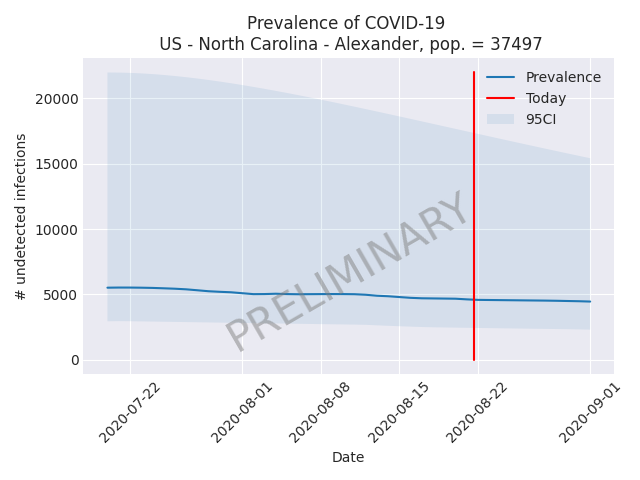 Prevalence of COVID-19
US - North Carolina - Alexander, pop. = 37497
# undetected infections
20000
15000
10000
5000
0
Prevalence
Today
95CI
PRELIMINARY
2020-07-22
2020-08-01
2020-08-08
2020-08-15
2020-08-22
2020-09-01
Date